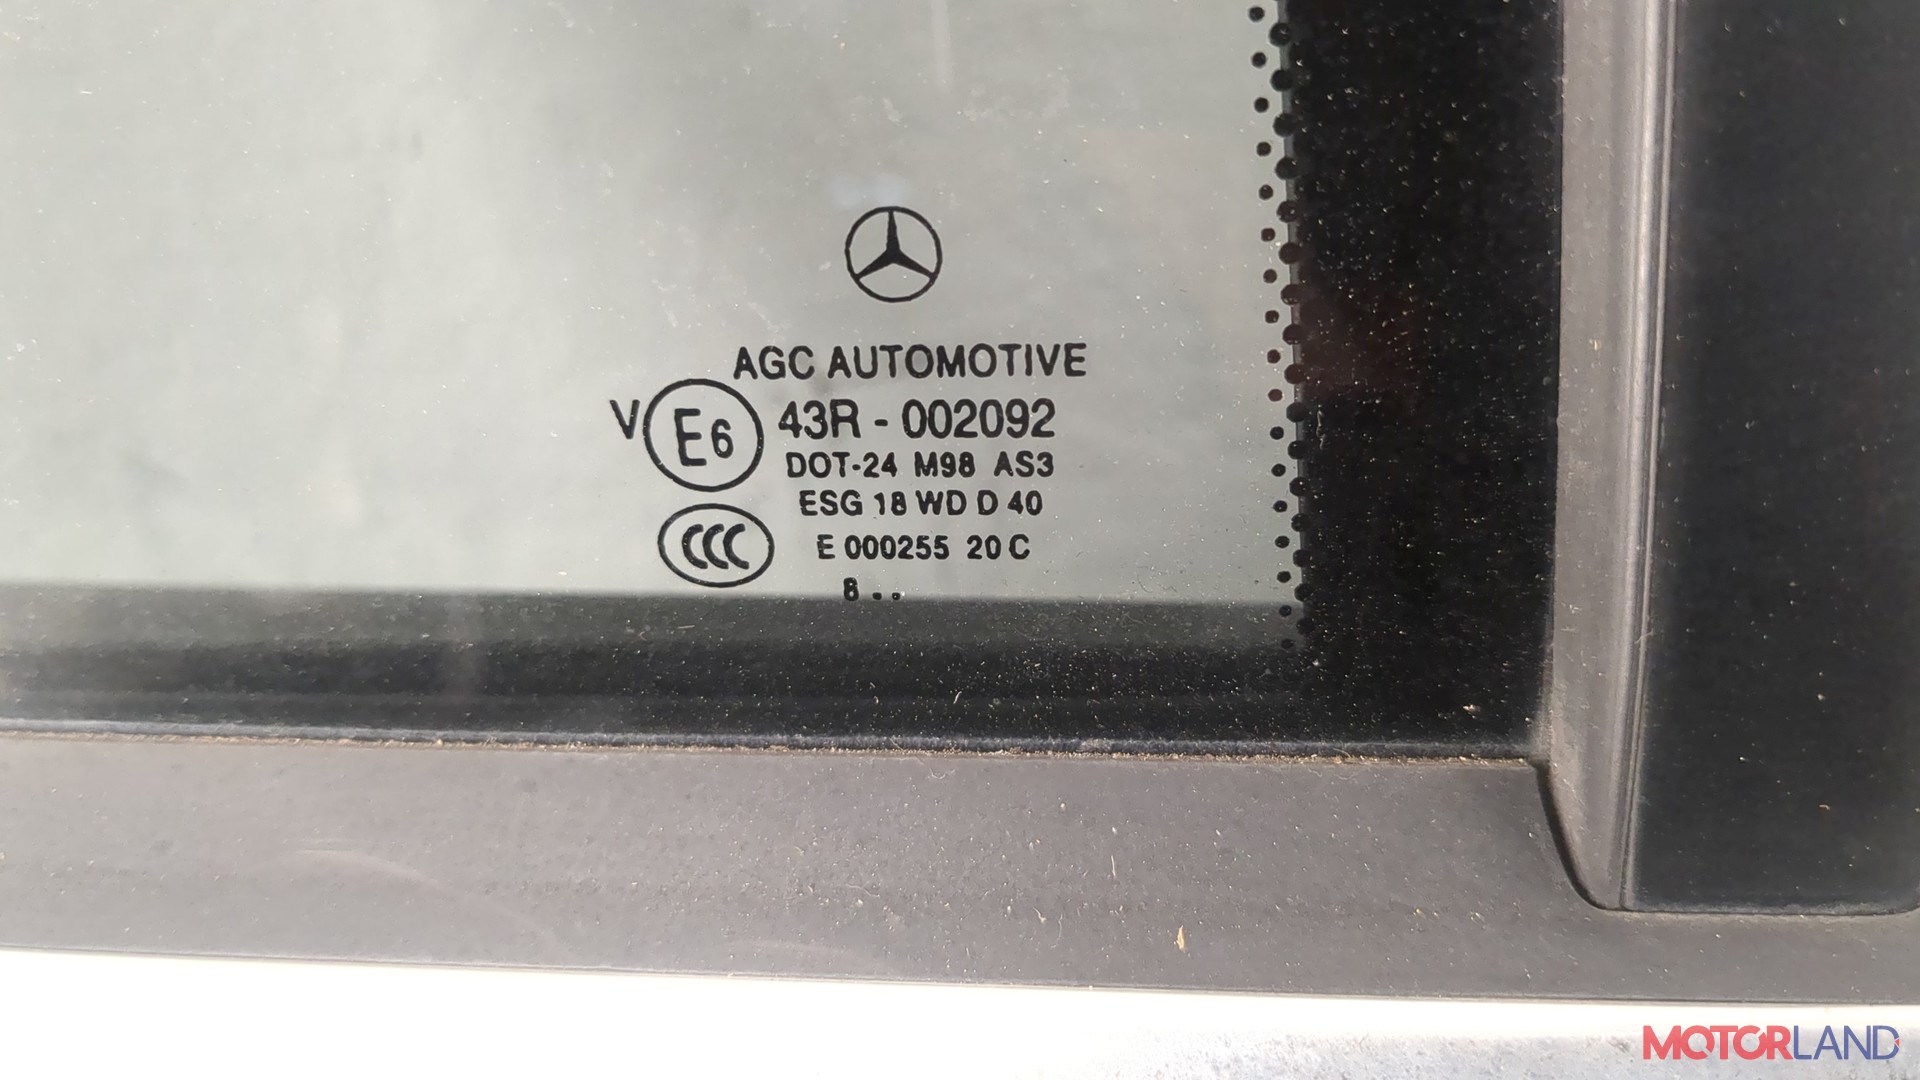 AGC AUTOMOTIVE
V E6 43R - 002092
DOT-24 M98 AS3
ESG 18 WD D 40
CCC E 000255 20 C
8 . .
MOTORLAND